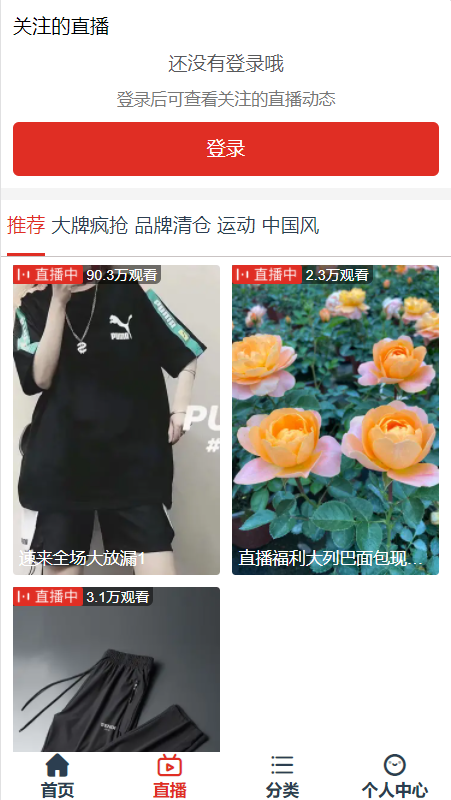 关注的直播
还没有登录哦
登录后可查看关注的直播动态
登录
推荐 大牌疯抢 品牌清仓 运动 中国风
直播中 90.3万观看
PUMA
PUMA
PU
#
速来全场大放漏1
直播中 2.3万观看
直播福利大列巴面包现…
直播中 3.1万观看
首页 直播 分类 个人中心